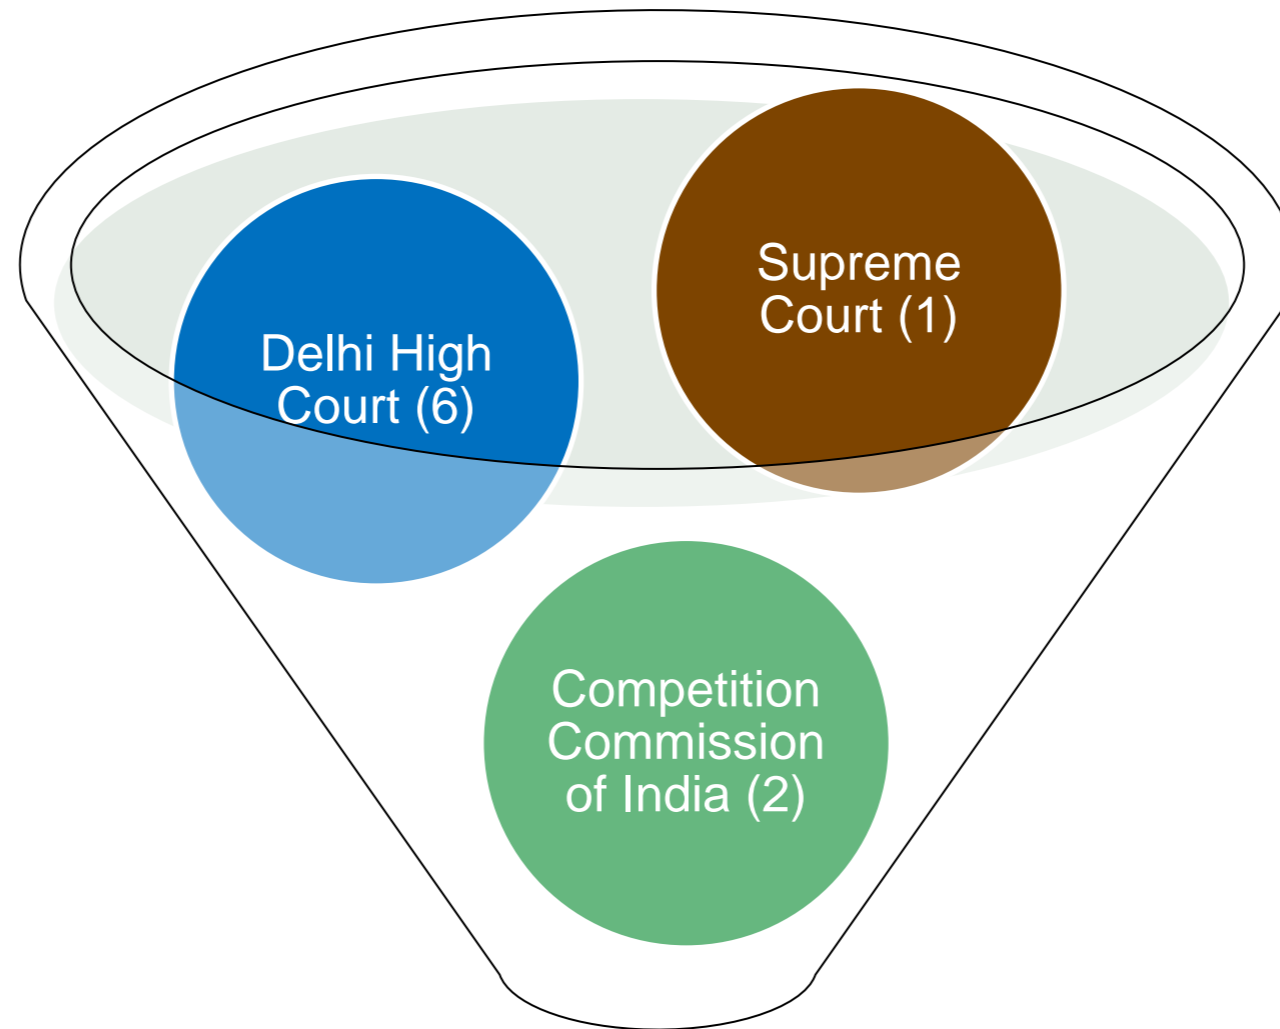 Delhi High
Court (6)
Supreme
Court (1)
Competition
Commission
of India (2)